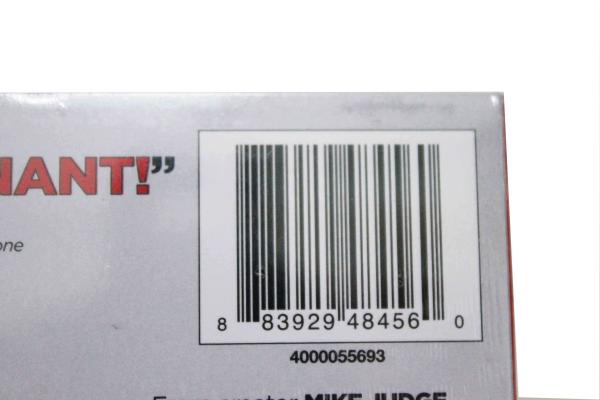 NANT!”
one
8 83929 48456 0
4000055693
MIKE JUDGE